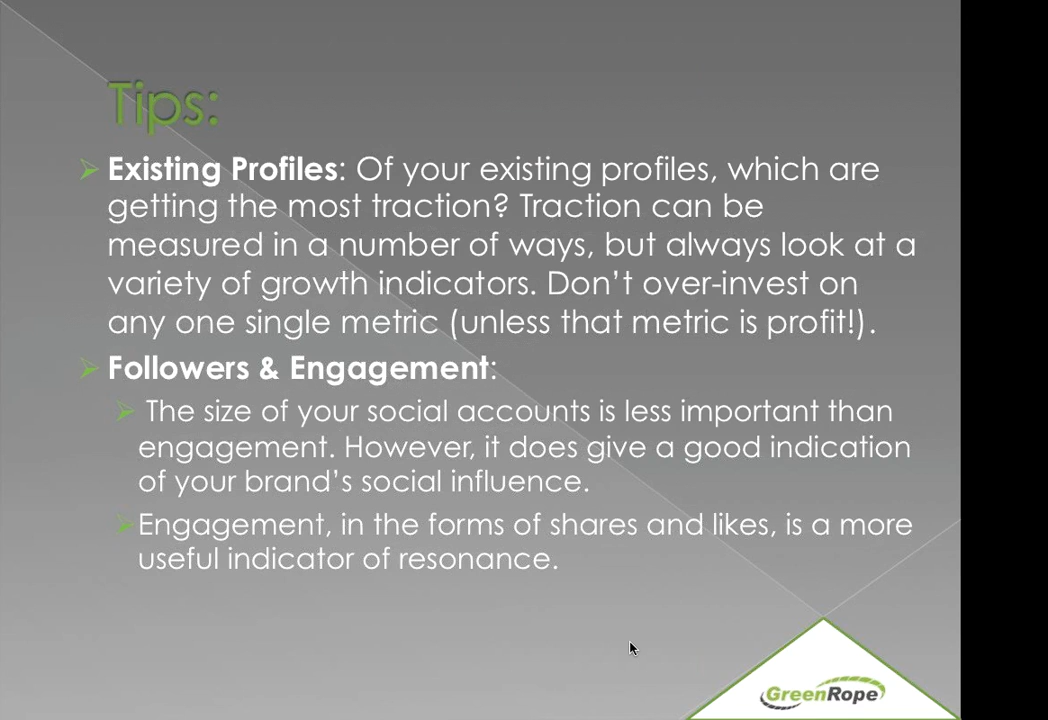 Tips:
Existing Profiles: Of your existing profiles, which are
getting the most traction? Traction can be
measured in a number of ways, but always look at a
variety of growth indicators. Don’t over-invest on
any one single metric (unless that metric is profit!).
Followers & Engagement:
The size of your social accounts is less important than
engagement. However, it does give a good indication
of your brand’s social influence.
Engagement, in the forms of shares and likes, is a more
useful indicator of resonance.
GreenRope